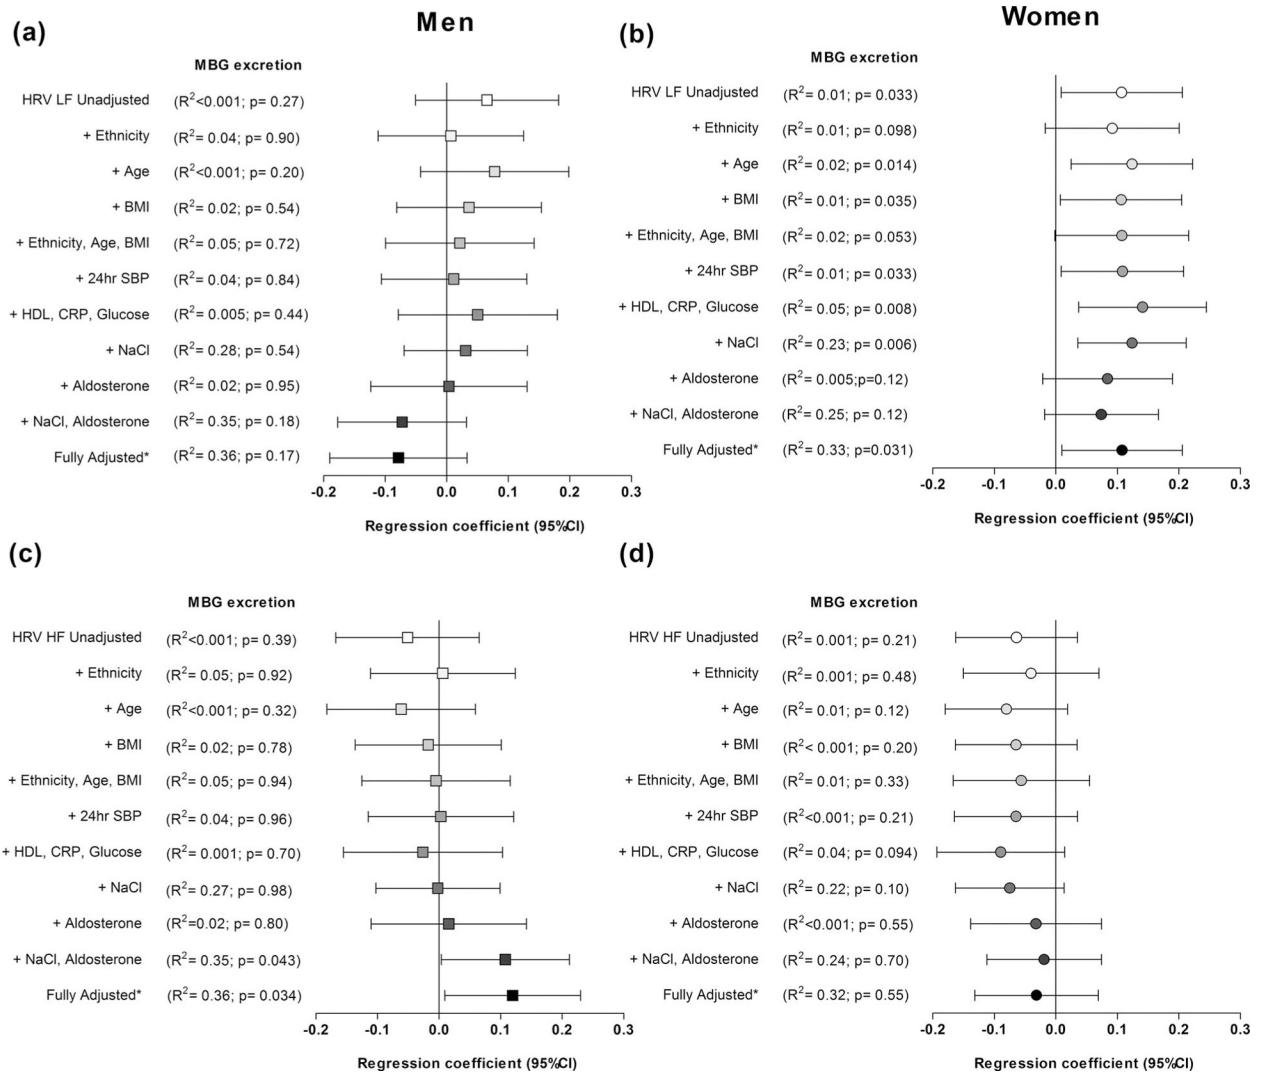 Men
Women
(a)
MBG excretion
HRV LF Unadjusted (R²<0.001; p= 0.27)
+ Ethnicity (R²= 0.04; p= 0.90)
+ Age (R²<0.001; p= 0.20)
+ BMI (R²= 0.02; p= 0.54)
+ Ethnicity, Age, BMI (R²= 0.05; p= 0.72)
+ 24hr SBP (R²= 0.04; p= 0.84)
+ HDL, CRP, Glucose (R²= 0.005; p= 0.44)
+ NaCl (R²= 0.28; p= 0.54)
+ Aldosterone (R²= 0.02; p= 0.95)
+ NaCl, Aldosterone (R²= 0.35; p= 0.18)
Fully Adjusted* (R²= 0.36; p= 0.17)
-0.2 -0.1 0.0 0.1 0.2 0.3
Regression coefficient (95%CI)
(b)
MBG excretion
HRV LF Unadjusted (R²= 0.01; p= 0.033)
+ Ethnicity (R²= 0.01; p= 0.098)
+ Age (R²= 0.02; p= 0.014)
+ BMI (R²= 0.01; p= 0.035)
+ Ethnicity, Age, BMI (R²= 0.02; p= 0.053)
+ 24hr SBP (R²= 0.01; p= 0.033)
+ HDL, CRP, Glucose (R²= 0.05; p= 0.008)
+ NaCl (R²= 0.23; p= 0.006)
+ Aldosterone (R²= 0.005;p=0.12)
+ NaCl, Aldosterone (R²= 0.25; p= 0.12)
Fully Adjusted* (R²= 0.33; p=0.031)
-0.2 -0.1 0.0 0.1 0.2 0.3
Regression coefficient (95%CI)
(c)
MBG excretion
HRV HF Unadjusted (R²<0.001; p= 0.39)
+ Ethnicity (R²= 0.05; p= 0.92)
+ Age (R²<0.001; p= 0.32)
+ BMI (R²= 0.02; p= 0.78)
+ Ethnicity, Age, BMI (R²= 0.05; p= 0.94)
+ 24hr SBP (R²= 0.04; p= 0.96)
+ HDL, CRP, Glucose (R²= 0.001; p= 0.70)
+ NaCl (R²= 0.27; p= 0.98)
+ Aldosterone (R²=0.02; p= 0.80)
+ NaCl, Aldosterone (R²= 0.35; p= 0.043)
Fully Adjusted* (R²= 0.36; p= 0.034)
-0.2 -0.1 0.0 0.1 0.2 0.3
Regression coefficient (95%CI)
(d)
MBG excretion
HRV HF Unadjusted (R²= 0.001; p= 0.21)
+ Ethnicity (R²= 0.001; p= 0.48)
+ Age (R²= 0.01; p= 0.12)
+ BMI (R²< 0.001; p= 0.20)
+ Ethnicity, Age, BMI (R²= 0.01; p= 0.33)
+ 24hr SBP (R²<0.001; p= 0.21)
+ HDL, CRP, Glucose (R²= 0.04; p= 0.094)
+ NaCl (R²= 0.22; p= 0.10)
+ Aldosterone (R²<0.001; p= 0.55)
+ NaCl, Aldosterone (R²= 0.24; p= 0.70)
Fully Adjusted* (R²= 0.32; p= 0.55)
-0.2 -0.1 0.0 0.1 0.2 0.3
Regression coefficient (95%CI)